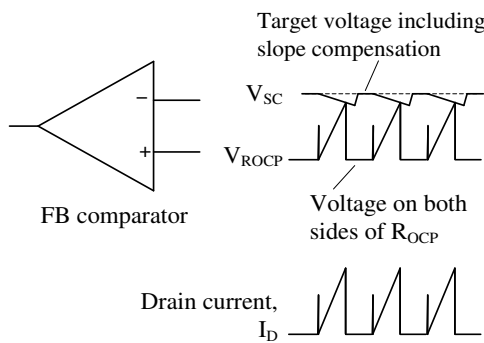 Target voltage including
slope compensation
V_SC
−
+
V_ROCP
FB comparator
Voltage on both
sides of R_OCP
Drain current,
I_D